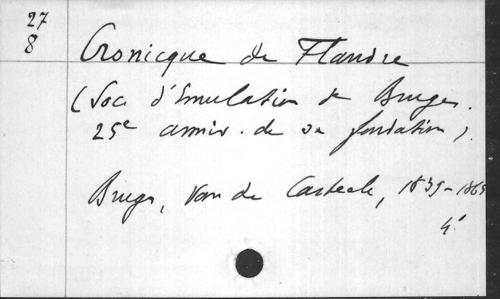 27
8
Cronicque de Flandre
(Soc. d'Emulation de Bruges.
25e anniv. de sa fondation).
Bruges, Van de Casteele, 1839-1865
4°